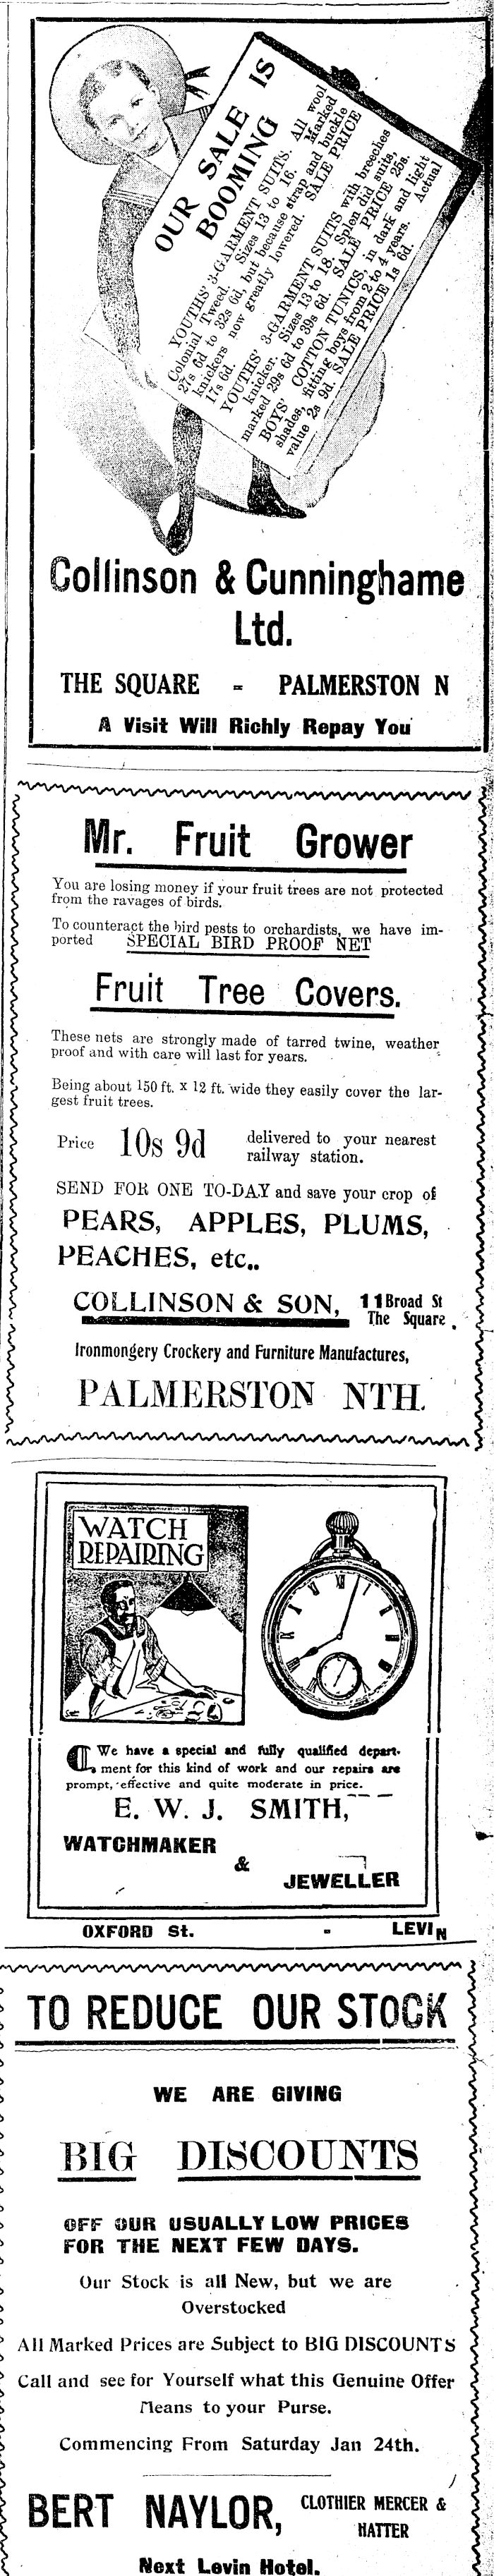 OUR SALE IS
BOOMING
YOUTHS' 3-GARMENT SUITS. All wool
Colonial Tweed. Sizes 13 to 16. Marked
27s 6d to 32s 6d, but because strap and buckle
knickers now greatly lowered. SALE PRICE
17s 6d.
YOUTHS' 3-GARMENT SUITS with breeches
knicker. Sizes 13 to 18. Splendid suits,
marked 29s 6d to 39s 6d. SALE PRICE 25s.
BOYS' COTTON TUNICS, in dark and light
shades, fitting boys from 2 to 4 years. Actual
value 2s 9d. SALE PRICE 1s 6d.
Collinson & Cunninghame
Ltd.
THE SQUARE - PALMERSTON N
A Visit Will Richly Repay You
Mr. Fruit Grower
You are losing money if your fruit trees are not protected
from the ravages of birds.
To counteract the bird pests to orchardists, we have im-
ported SPECIAL BIRD PROOF NET
Fruit Tree Covers.
These nets are strongly made of tarred twine, weather
proof and with care will last for years.
Being about 150 ft. x 12 ft. wide they easily cover the lar-
gest fruit trees.
Price 10s 9d delivered to your nearest
railway station.
SEND FOR ONE TO-DAY and save your crop of
PEARS, APPLES, PLUMS,
PEACHES, etc..
COLLINSON & SON, 11 Broad St
The Square.
Ironmongery Crockery and Furniture Manufactures,
PALMERSTON NTH.
WATCH
REPAIRING
We have a special and fully qualified depart-
ment for this kind of work and our repairs are
prompt, effective and quite moderate in price.
E. W. J. SMITH,
WATCHMAKER
&
JEWELLER
OXFORD St. - LEVIN
TO REDUCE OUR STOCK
WE ARE GIVING
BIG DISCOUNTS
OFF OUR USUALLY LOW PRICES
FOR THE NEXT FEW DAYS.
Our Stock is all New, but we are
Overstocked
All Marked Prices are Subject to BIG DISCOUNTS
Call and see for Yourself what this Genuine Offer
Means to your Purse.
Commencing From Saturday Jan 24th.
BERT NAYLOR, CLOTHIER MERCER &
HATTER
Next Levin Hotel.